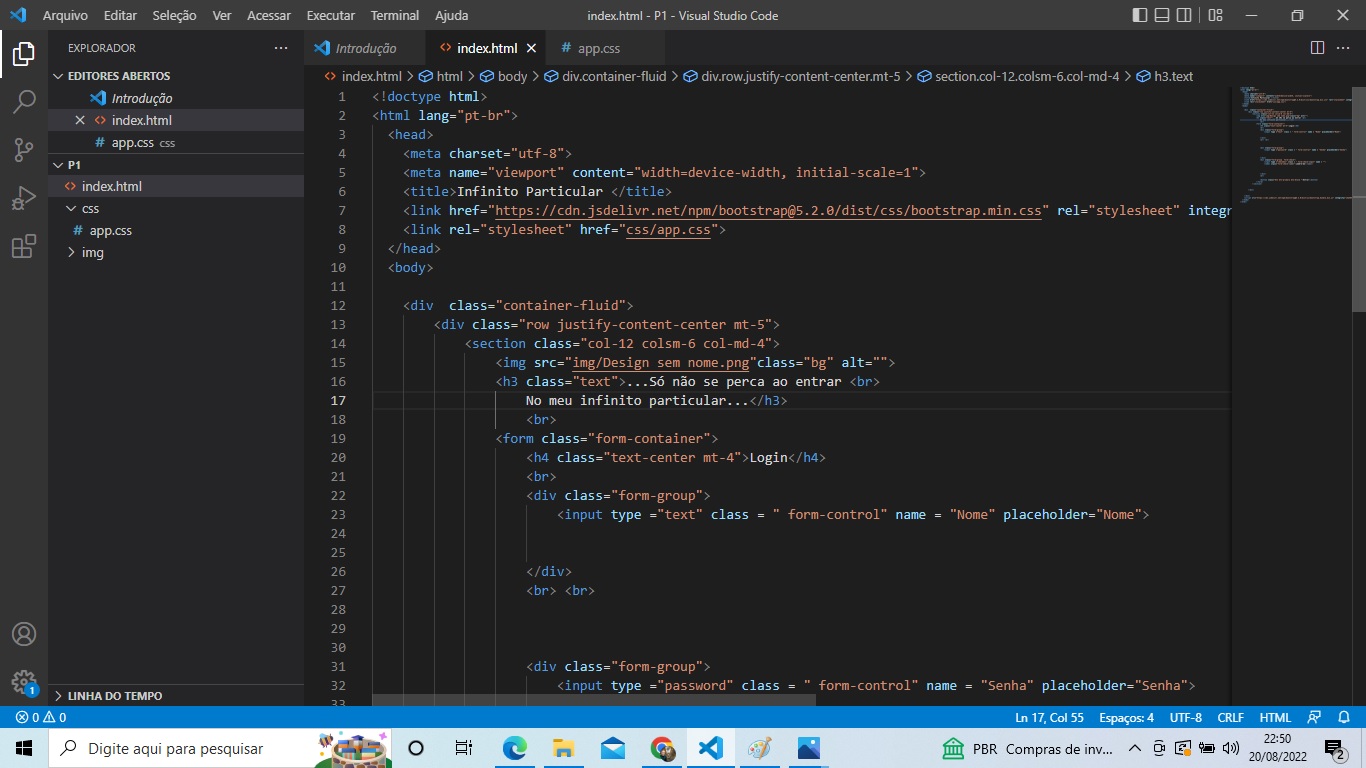 Arquivo Editar Seleção Ver Acessar Executar Terminal Ajuda index.html - P1 - Visual Studio Code
EXPLORADOR
EDITORES ABERTOS
Introdução
index.html
app.css css
P1
index.html
css
app.css
img
LINHA DO TEMPO
Introdução index.html app.css
index.html > html > body > div.container-fluid > div.row.justify-content-center.mt-5 > section.col-12.colsm-6.col-md-4 > h3.text
1 <!doctype html>
2 <html lang="pt-br">
3 <head>
4 <meta charset="utf-8">
5 <meta name="viewport" content="width=device-width, initial-scale=1">
6 <title>Infinito Particular </title>
7 <link href="https://cdn.jsdelivr.net/npm/bootstrap@5.2.0/dist/css/bootstrap.min.css" rel="stylesheet" integr
8 <link rel="stylesheet" href="css/app.css">
9 </head>
10 <body>
11
12 <div  class="container-fluid">
13 <div class="row justify-content-center mt-5">
14 <section class="col-12 colsm-6 col-md-4">
15 <img src="img/Design sem nome.png"class="bg" alt="">
16 <h3 class="text">...Só não se perca ao entrar <br>
17 No meu infinito particular...</h3>
18 <br>
19 <form class="form-container">
20 <h4 class="text-center mt-4">Login</h4>
21 <br>
22 <div class="form-group">
23 <input type ="text" class = " form-control" name = "Nome" placeholder="Nome">
24
25
26 </div>
27 <br> <br>
28
29
30
31 <div class="form-group">
32 <input type ="password" class = " form-control" name = "Senha" placeholder="Senha">
33
1
0 0 Ln 17, Col 55 Espaços: 4 UTF-8 CRLF HTML
Digite aqui para pesquisar
PBR Compras de inv...
22:50
20/08/2022
2